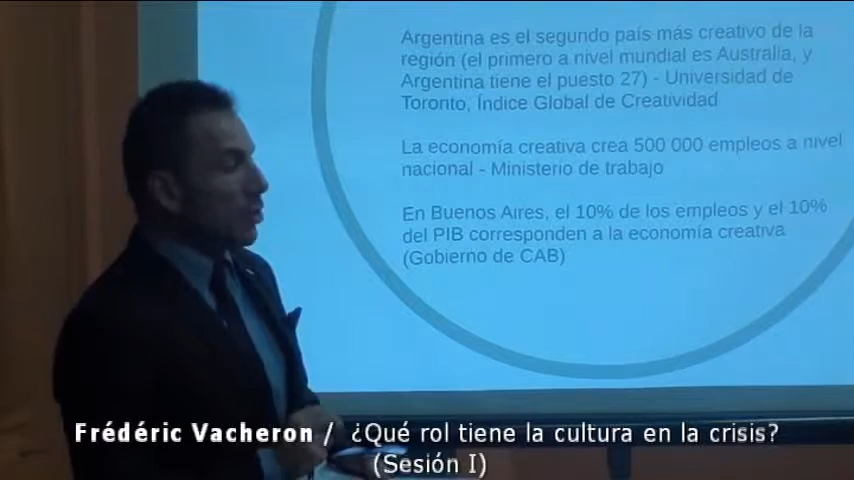 Argentina es el segundo país más creativo de la
región (el primero a nivel mundial es Australia, y
Argentina tiene el puesto 27) - Universidad de
Toronto, Índice Global de Creatividad
La economía creativa crea 500 000 empleos a nivel
nacional - Ministerio de trabajo
En Buenos Aires, el 10% de los empleos y el 10%
del PIB corresponden a la economía creativa
(Gobierno de CAB)
Frédéric Vacheron / ¿Qué rol tiene la cultura en la crisis?
(Sesión I)